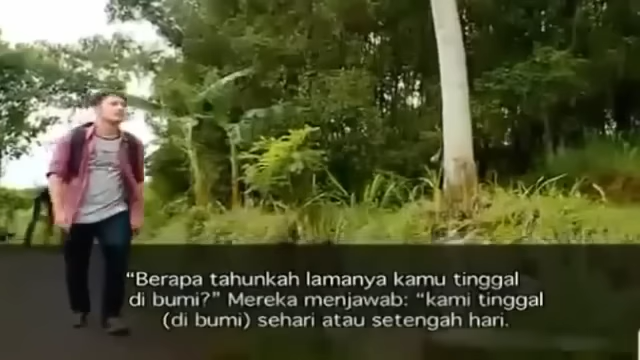 “Berapa tahunkah lamanya kamu tinggal
di bumi?” Mereka menjawab: “kami tinggal
(di bumi) sehari atau setengah hari.